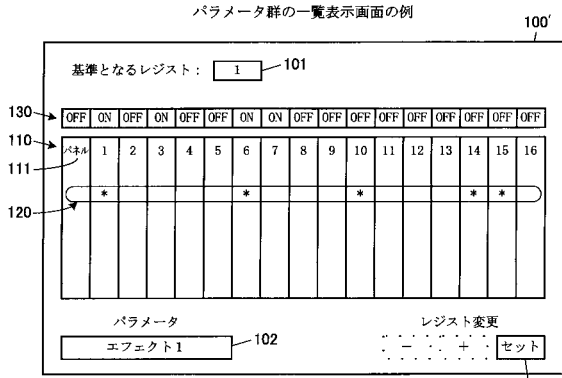 パラメータ群の一覧表示画面の例
100′
基準となるレジスト： 1 101
130 OFF ON OFF ON OFF OFF ON ON OFF OFF OFF OFF OFF OFF OFF OFF OFF
110 パネル 1 2 3 4 5 6 7 8 9 10 11 12 13 14 15 16
111
* * * * *
120
パラメータ レジスト変更
エフェクト1 102 － ＋ セット